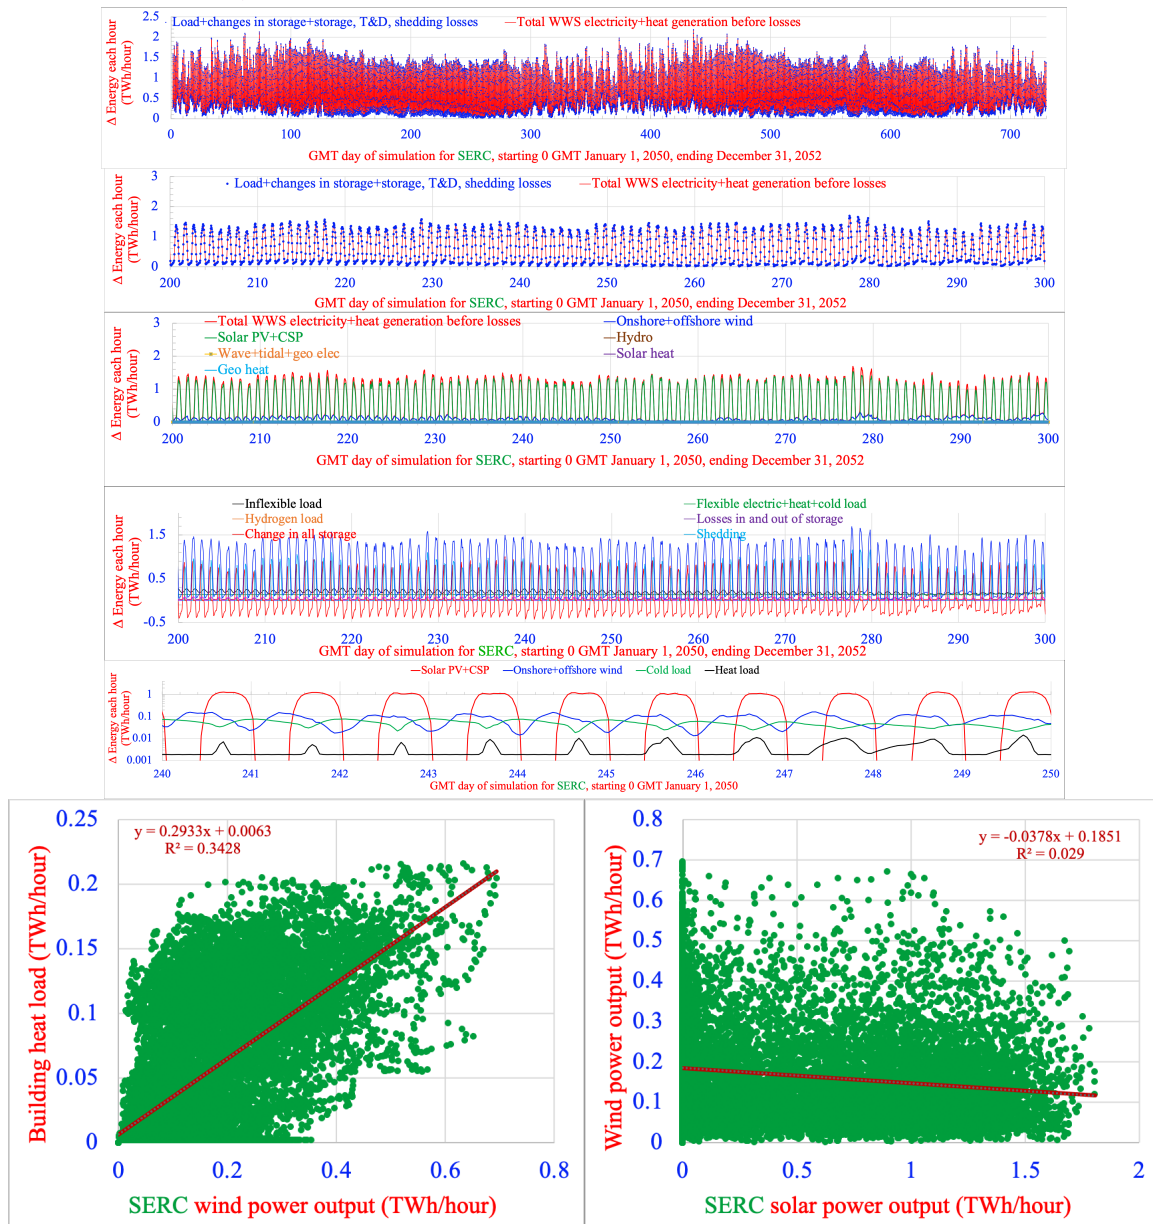 Load+changes in storage+storage, T&D, shedding losses —Total WWS electricity+heat generation before losses
Δ Energy each hour
(TWh/hour)
2.5
2
1.5
1
0.5
0
0 100 200 300 400 500 600 700
GMT day of simulation for SERC, starting 0 GMT January 1, 2050, ending December 31, 2052
Load+changes in storage+storage, T&D, shedding losses —Total WWS electricity+heat generation before losses
Δ Energy each hour
(TWh/hour)
3
2
1
0
200 210 220 230 240 250 260 270 280 290 300
GMT day of simulation for SERC, starting 0 GMT January 1, 2050, ending December 31, 2052
—Total WWS electricity+heat generation before losses —Onshore+offshore wind
—Solar PV+CSP —Hydro
Wave+tidal+geo elec —Solar heat
—Geo heat
Δ Energy each hour
(TWh/hour)
3
2
1
0
200 210 220 230 240 250 260 270 280 290 300
GMT day of simulation for SERC, starting 0 GMT January 1, 2050, ending December 31, 2052
—Inflexible load —Flexible electric+heat+cold load
—Hydrogen load —Losses in and out of storage
—Change in all storage —Shedding
Δ Energy each hour
(TWh/hour)
1.5
0.5
-0.5
200 210 220 230 240 250 260 270 280 290 300
GMT day of simulation for SERC, starting 0 GMT January 1, 2050, ending December 31, 2052
—Solar PV+CSP —Onshore+offshore wind —Cold load —Heat load
Δ Energy each hour
(TWh/hour)
1
0.1
0.01
0.001
240 241 242 243 244 245 246 247 248 249 250
GMT day of simulation for SERC, starting 0 GMT January 1, 2050
Building heat load (TWh/hour)
0.25
0.2
0.15
0.1
0.05
0
y = 0.2933x + 0.0063
R² = 0.3428
0 0.2 0.4 0.6 0.8
SERC wind power output (TWh/hour)
Wind power output (TWh/hour)
0.8
0.7
0.6
0.5
0.4
0.3
0.2
0.1
0
y = -0.0378x + 0.1851
R² = 0.029
0 0.5 1 1.5 2
SERC solar power output (TWh/hour)